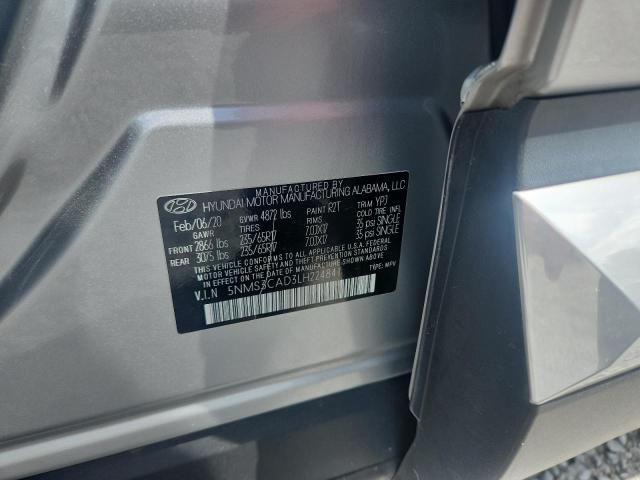 MANUFACTURED BY
HYUNDAI MOTOR MANUFACTURING ALABAMA, LLC
Feb/06/20 GVWR 4872 lbs PAINT R2T TRIM YPJ
GAWR TIRES COLD TIRE INFL
FRONT 2866 lbs 235/65R17 7.0JX17 35 psi SINGLE
REAR 3075 lbs 235/65R17 7.0JX17 35 psi SINGLE
THIS VEHICLE CONFORMS TO ALL APPLICABLE U.S.A FEDERAL
MOTOR VEHICLE SAFETY AND THEFT PREVENTION STANDARDS IN EFFECT
ON THE DATE OF MANUFACTURE SHOWN ABOVE.
V.I.N 5NMS3CAD3LH224841 TYPE: MPV